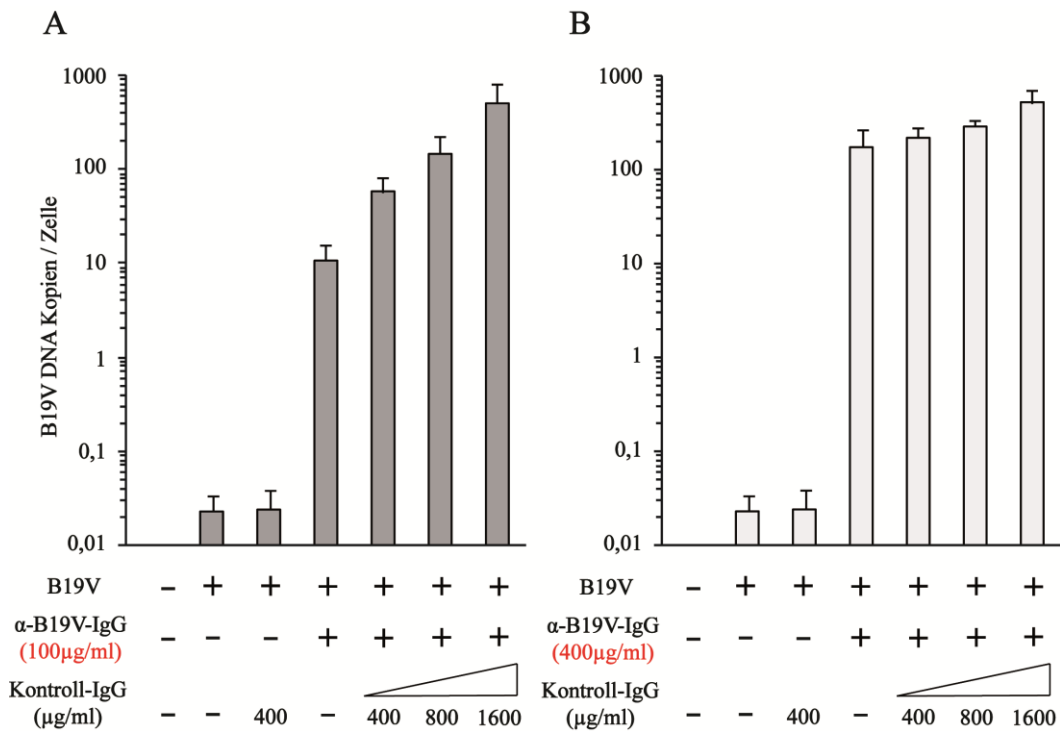 A
B
1000
100
10
1
0,1
0,01
B19V DNA Kopien / Zelle
1000
100
10
1
0,1
0,01
B19V − + + + + + +
α-B19V-IgG
(100µg/ml) − − − + + + +
Kontroll-IgG
(µg/ml) − − 400 − 400 800 1600
B19V − + + + + + +
α-B19V-IgG
(400µg/ml) − − − + + + +
Kontroll-IgG
(µg/ml) − − 400 − 400 800 1600